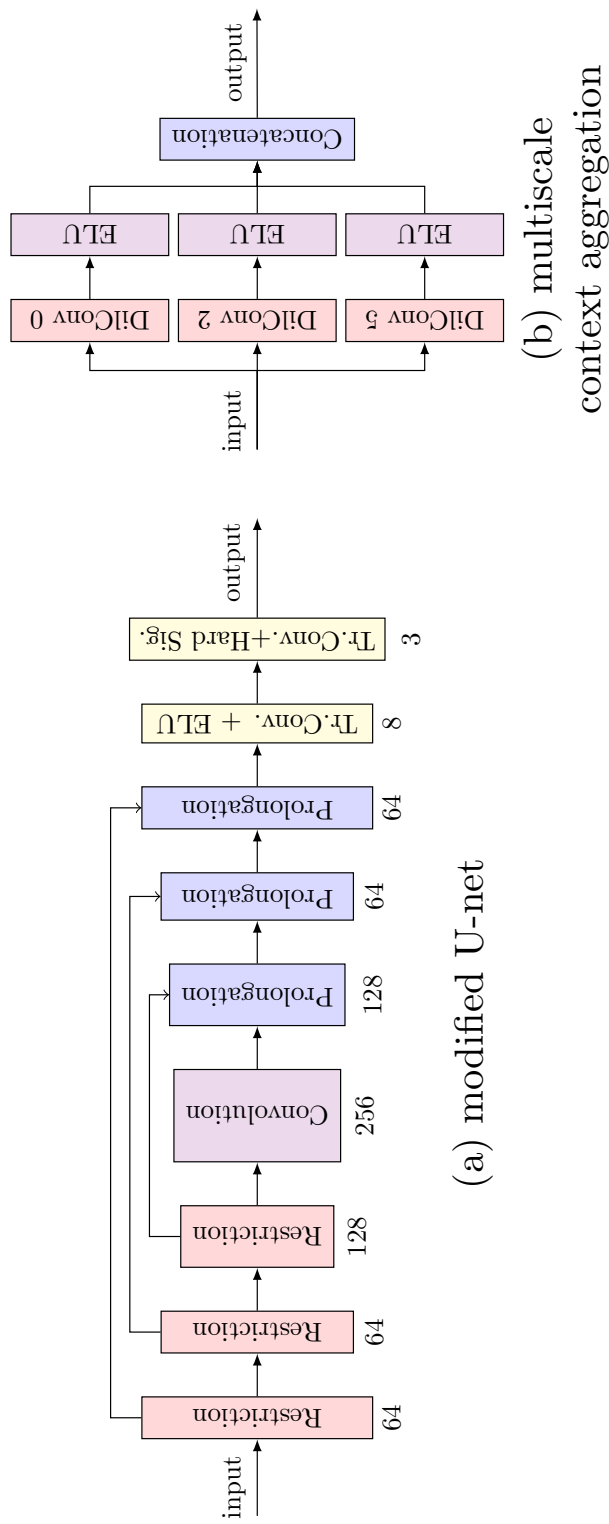 input
Restriction
64
Restriction
64
Restriction
128
Convolution
256
Prolongation
128
Prolongation
64
Prolongation
64
Tr.Conv. + ELU
8
Tr.Conv.+Hard Sig.
3
output
(a) modified U-net
input
DilConv 0
ELU
DilConv 2
ELU
DilConv 5
ELU
Concatenation
output
(b) multiscale
context aggregation